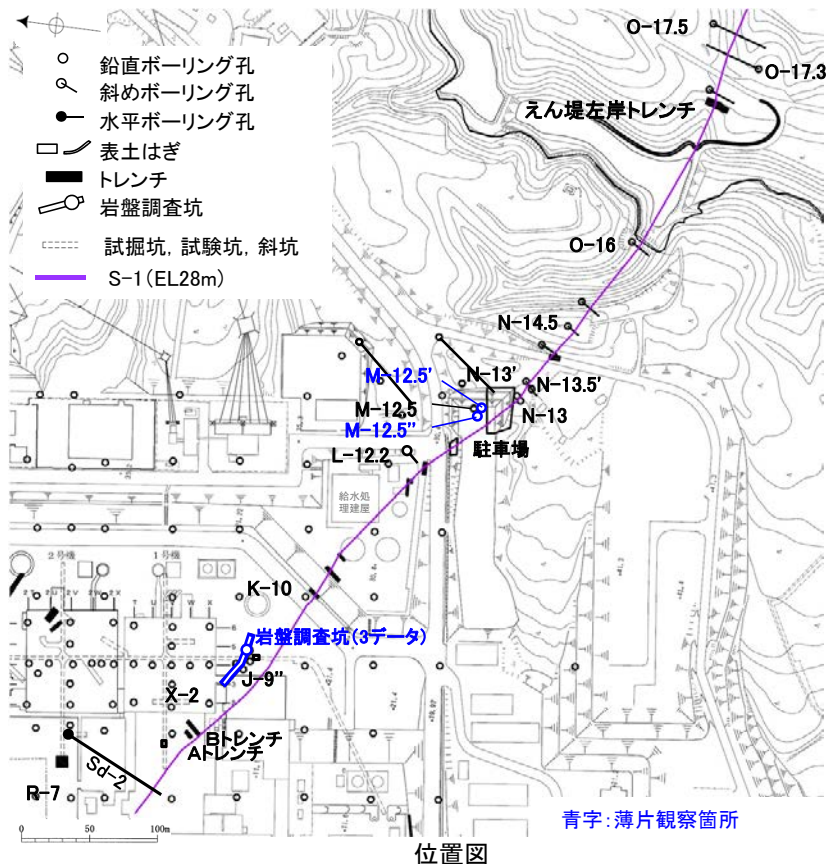 鉛直ボーリング孔
斜めボーリング孔
水平ボーリング孔
表土はぎ
トレンチ
岩盤調査坑
試掘坑，試験坑，斜坑
S-1(EL28m)
O-17.5
O-17.3
えん堤左岸トレンチ
O-16
N-14.5
N-13'
M-12.5'
N-13.5'
M-12.5
N-13
M-12.5''
駐車場
L-12.2
給水処
理建屋
2号機
1号機
K-10
岩盤調査坑(3データ)
J-9''
X-2
Bトレンチ
Aトレンチ
Sd-2
R-7
0 50 100m
青字：薄片観察箇所
位置図